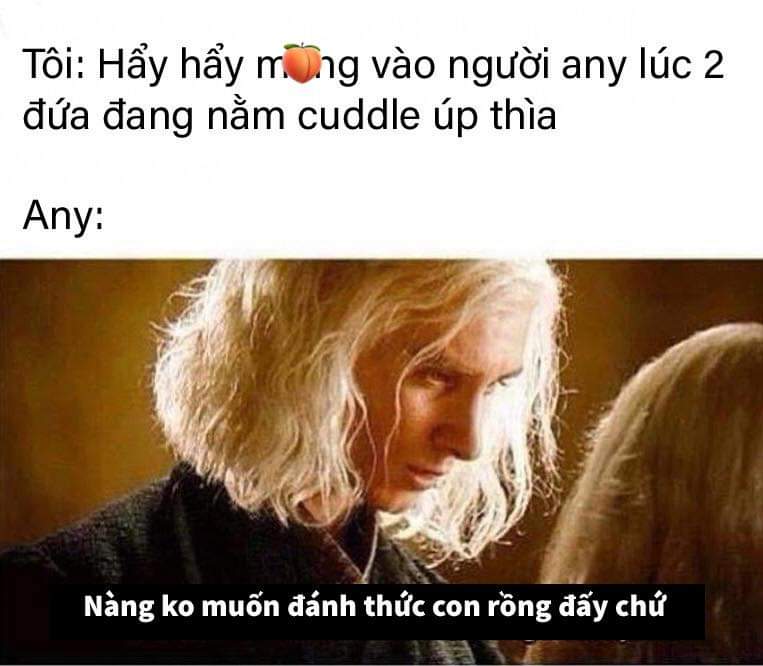 Tôi: Hẩy hẩy m🍑ng vào người any lúc 2
đứa đang nằm cuddle úp thìa
Any:
Nàng ko muốn đánh thức con rồng đấy chứ